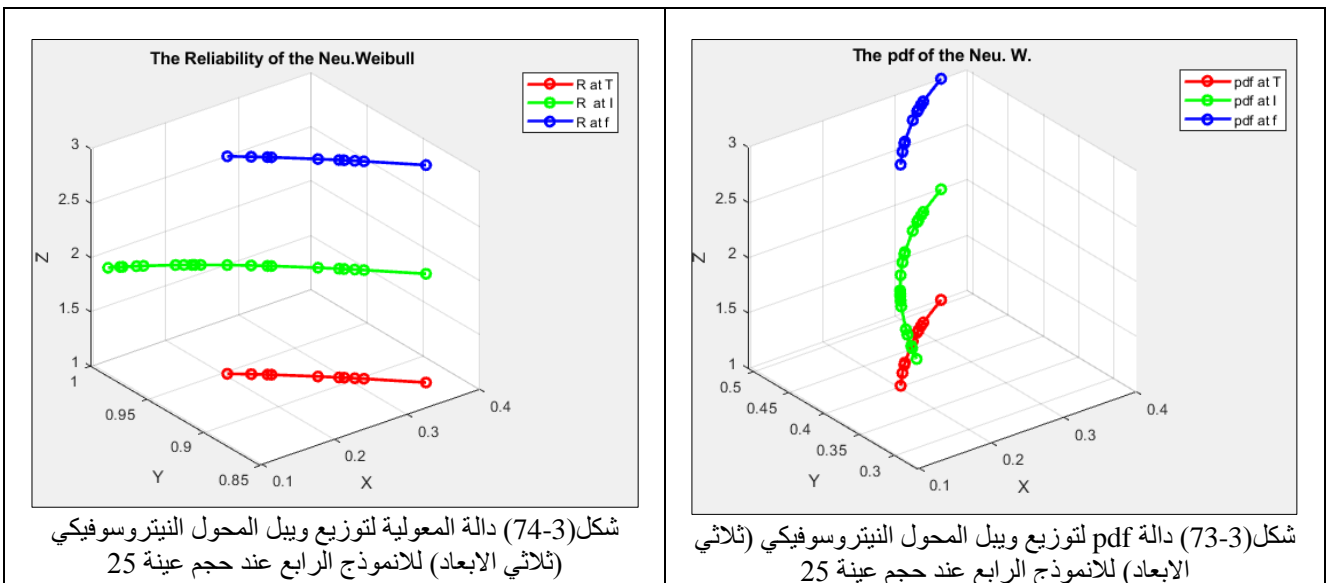 The Reliability of the Neu.Weibull
R at T
R at I
R at f
3
2.5
2
1.5
1
Z
1
0.95
0.9
0.85
Y
0.1
0.2
0.3
0.4
X
شكل(3-74) دالة المعولية لتوزيع ويبل المحول النيتروسوفيكي
(ثلاثي الابعاد) للانموذج الرابع عند حجم عينة 25
The pdf of the Neu. W.
pdf at T
pdf at I
pdf at f
3
2.5
2
1.5
1
Z
0.5
0.45
0.4
0.35
0.3
Y
0.1
0.2
0.3
0.4
X
شكل(3-73) دالة pdf لتوزيع ويبل المحول النيتروسوفيكي (ثلاثي
الابعاد) للانموذج الرابع عند حجم عينة 25